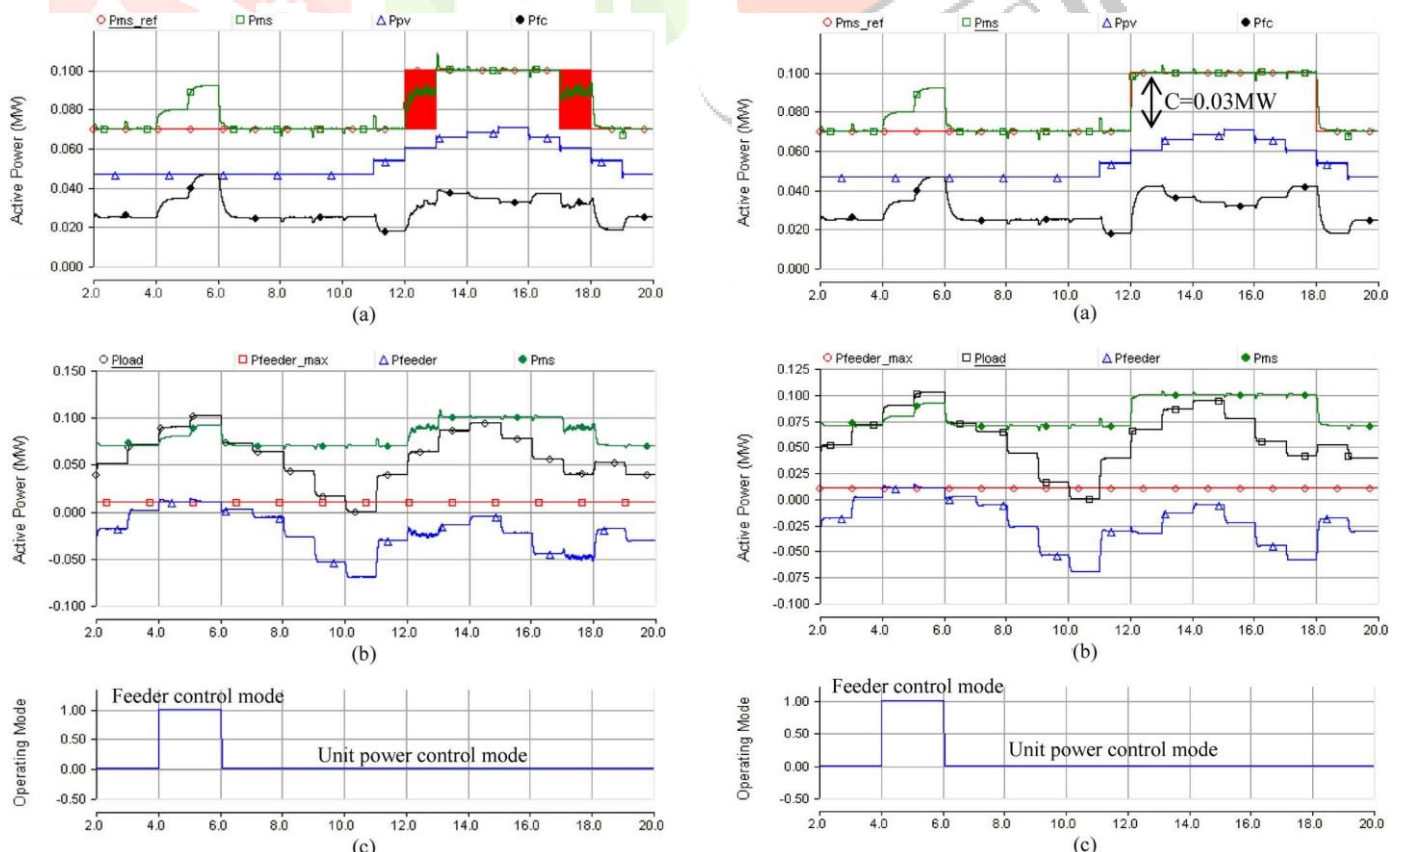 Pms_ref Pms Ppv Pfc
Active Power (MW)
0.100
0.080
0.060
0.040
0.020
0.000
2.0 4.0 6.0 8.0 10.0 12.0 14.0 16.0 18.0 20.0
(a)
Pload Pfeeder_max Pfeeder Pms
Active Power (MW)
0.150
0.100
0.050
0.000
-0.050
-0.100
2.0 4.0 6.0 8.0 10.0 12.0 14.0 16.0 18.0 20.0
(b)
Feeder control mode
Unit power control mode
Operating Mode
1.00
0.50
0.00
-0.50
2.0 4.0 6.0 8.0 10.0 12.0 14.0 16.0 18.0 20.0
(c)
Pms_ref Pms Ppv Pfc
Active Power (MW)
0.100
0.080
0.060
0.040
0.020
0.000
C=0.03MW
2.0 4.0 6.0 8.0 10.0 12.0 14.0 16.0 18.0 20.0
(a)
Pfeeder_max Pload Pfeeder Pms
Active Power (MW)
0.125
0.100
0.075
0.050
0.025
0.000
-0.025
-0.050
-0.075
-0.100
2.0 4.0 6.0 8.0 10.0 12.0 14.0 16.0 18.0 20.0
(b)
Feeder control mode
Unit power control mode
Operating Mode
1.00
0.50
0.00
-0.50
2.0 4.0 6.0 8.0 10.0 12.0 14.0 16.0 18.0 20.0
(c)